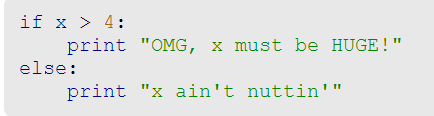 if x > 4:
    print "OMG, x must be HUGE!"
else:
    print "x ain't nuttin'"